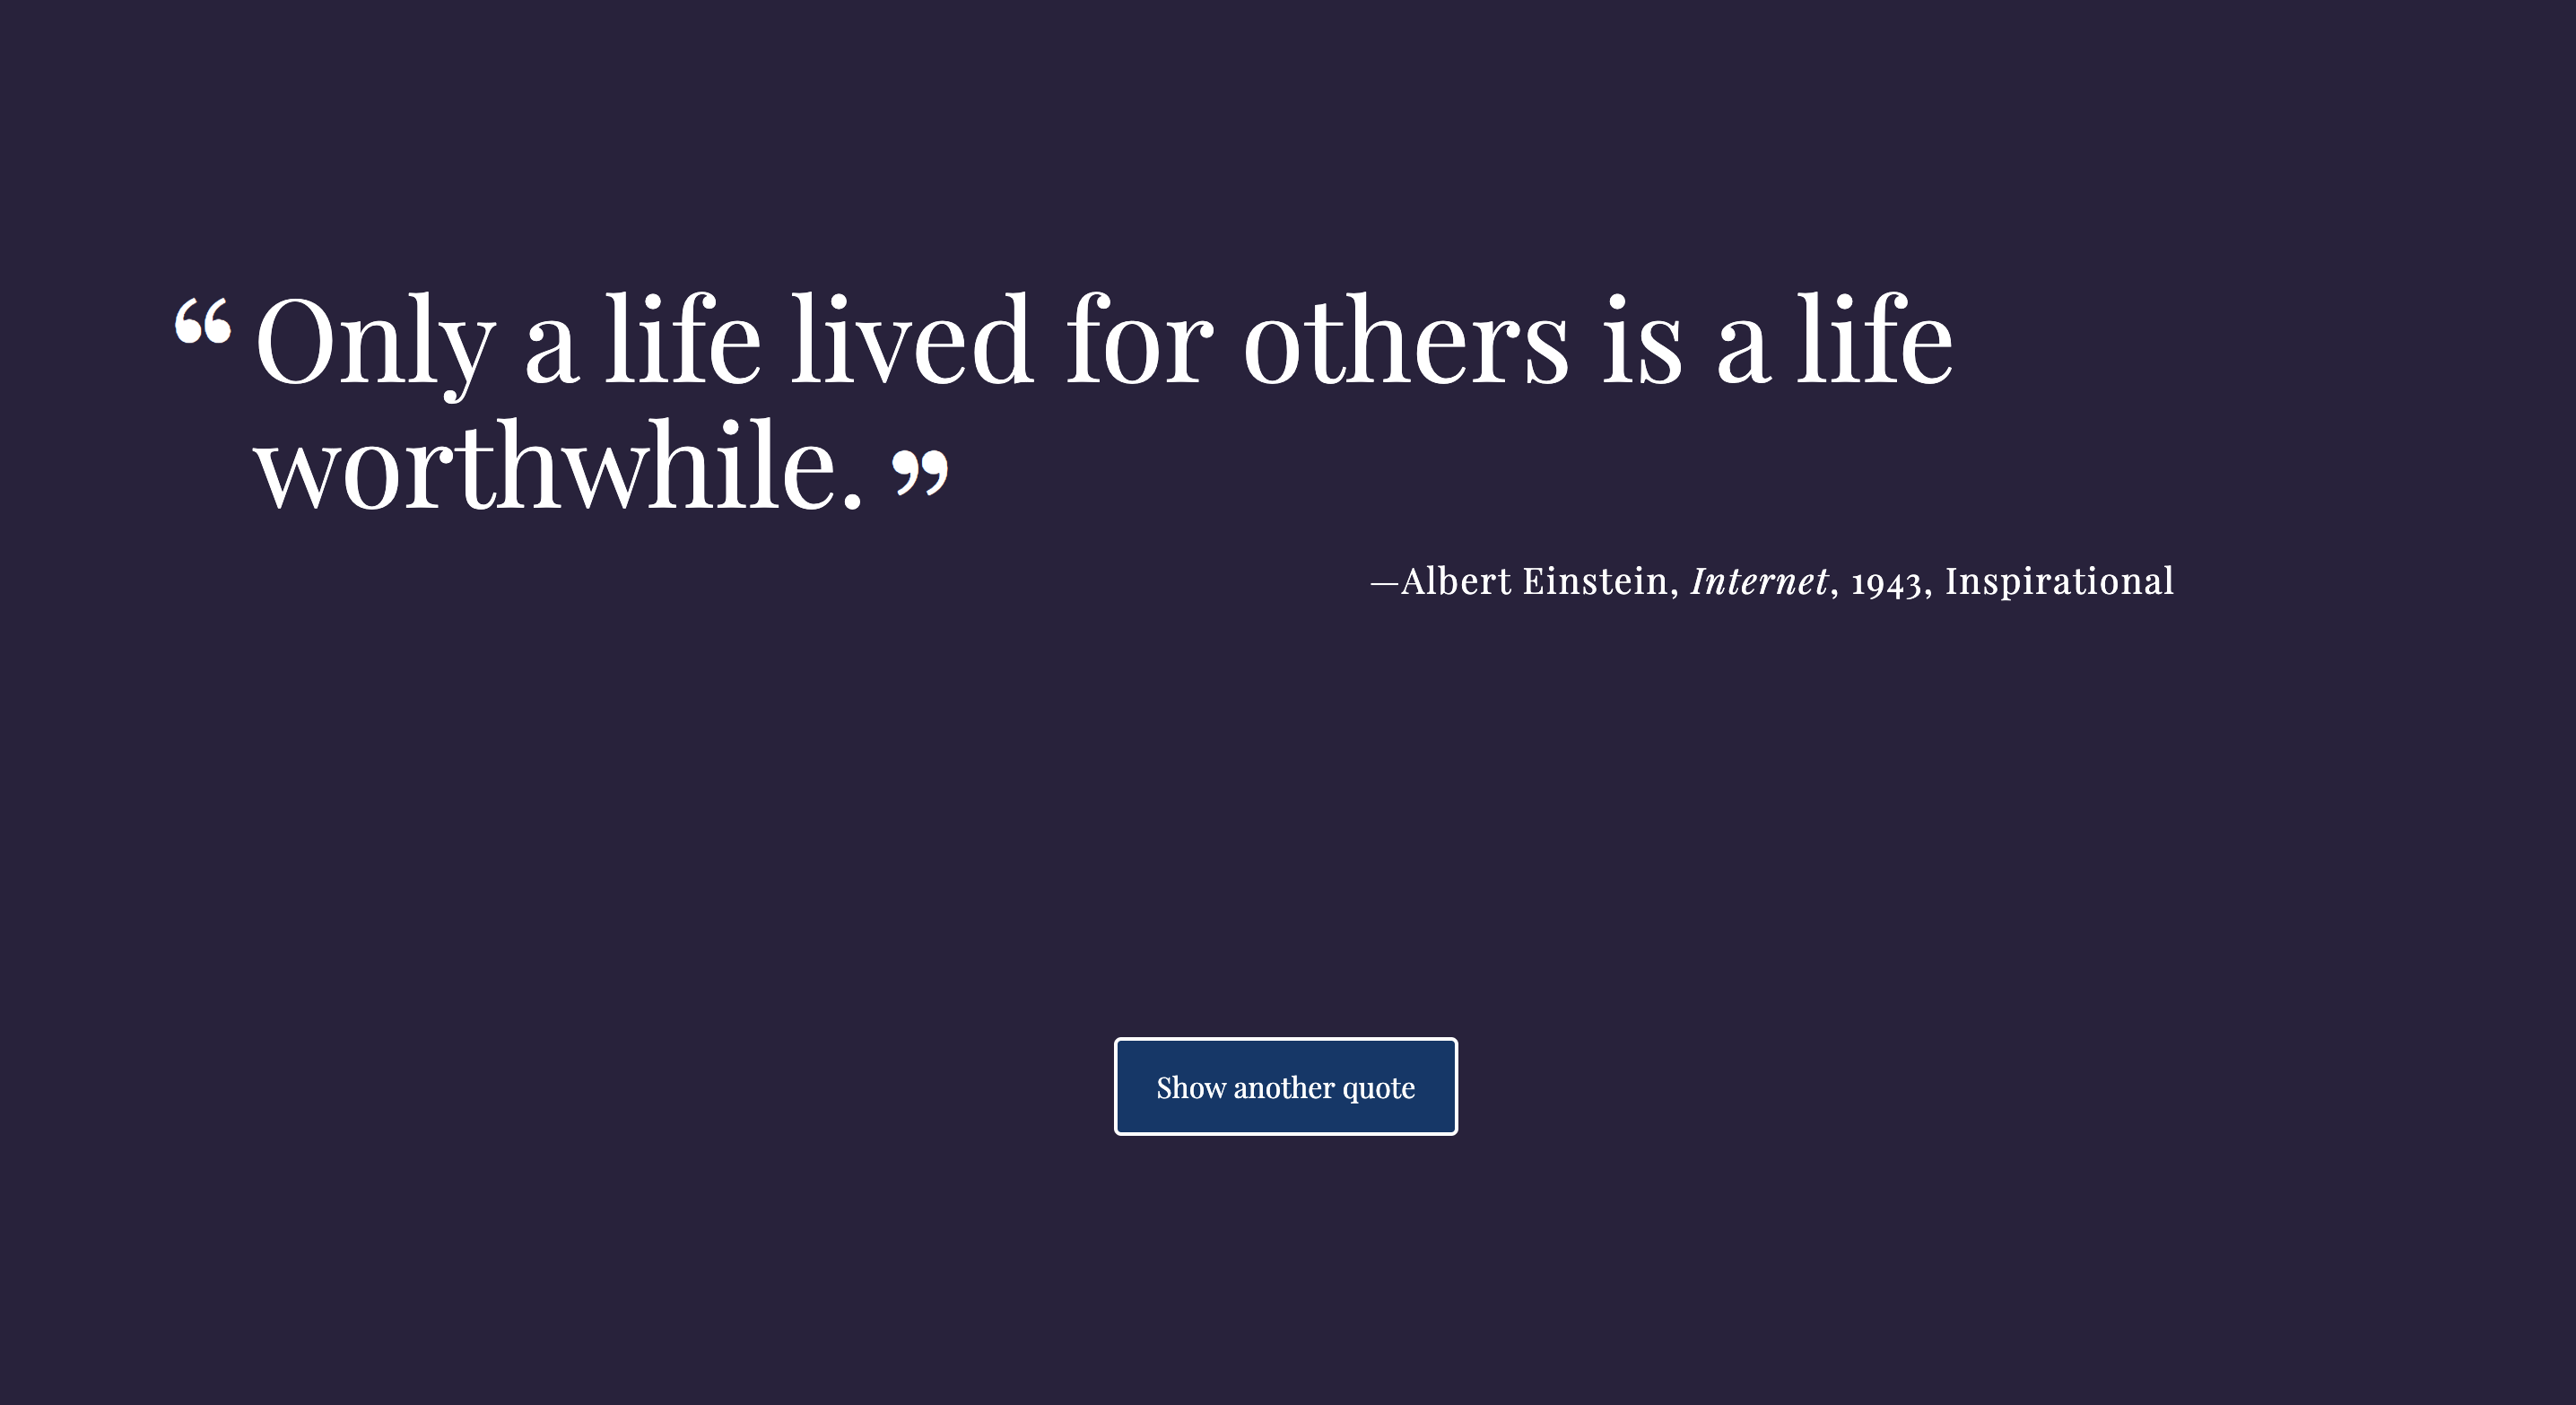 “ Only a life lived for others is a life
worthwhile. ”
—Albert Einstein, Internet, 1943, Inspirational
Show another quote